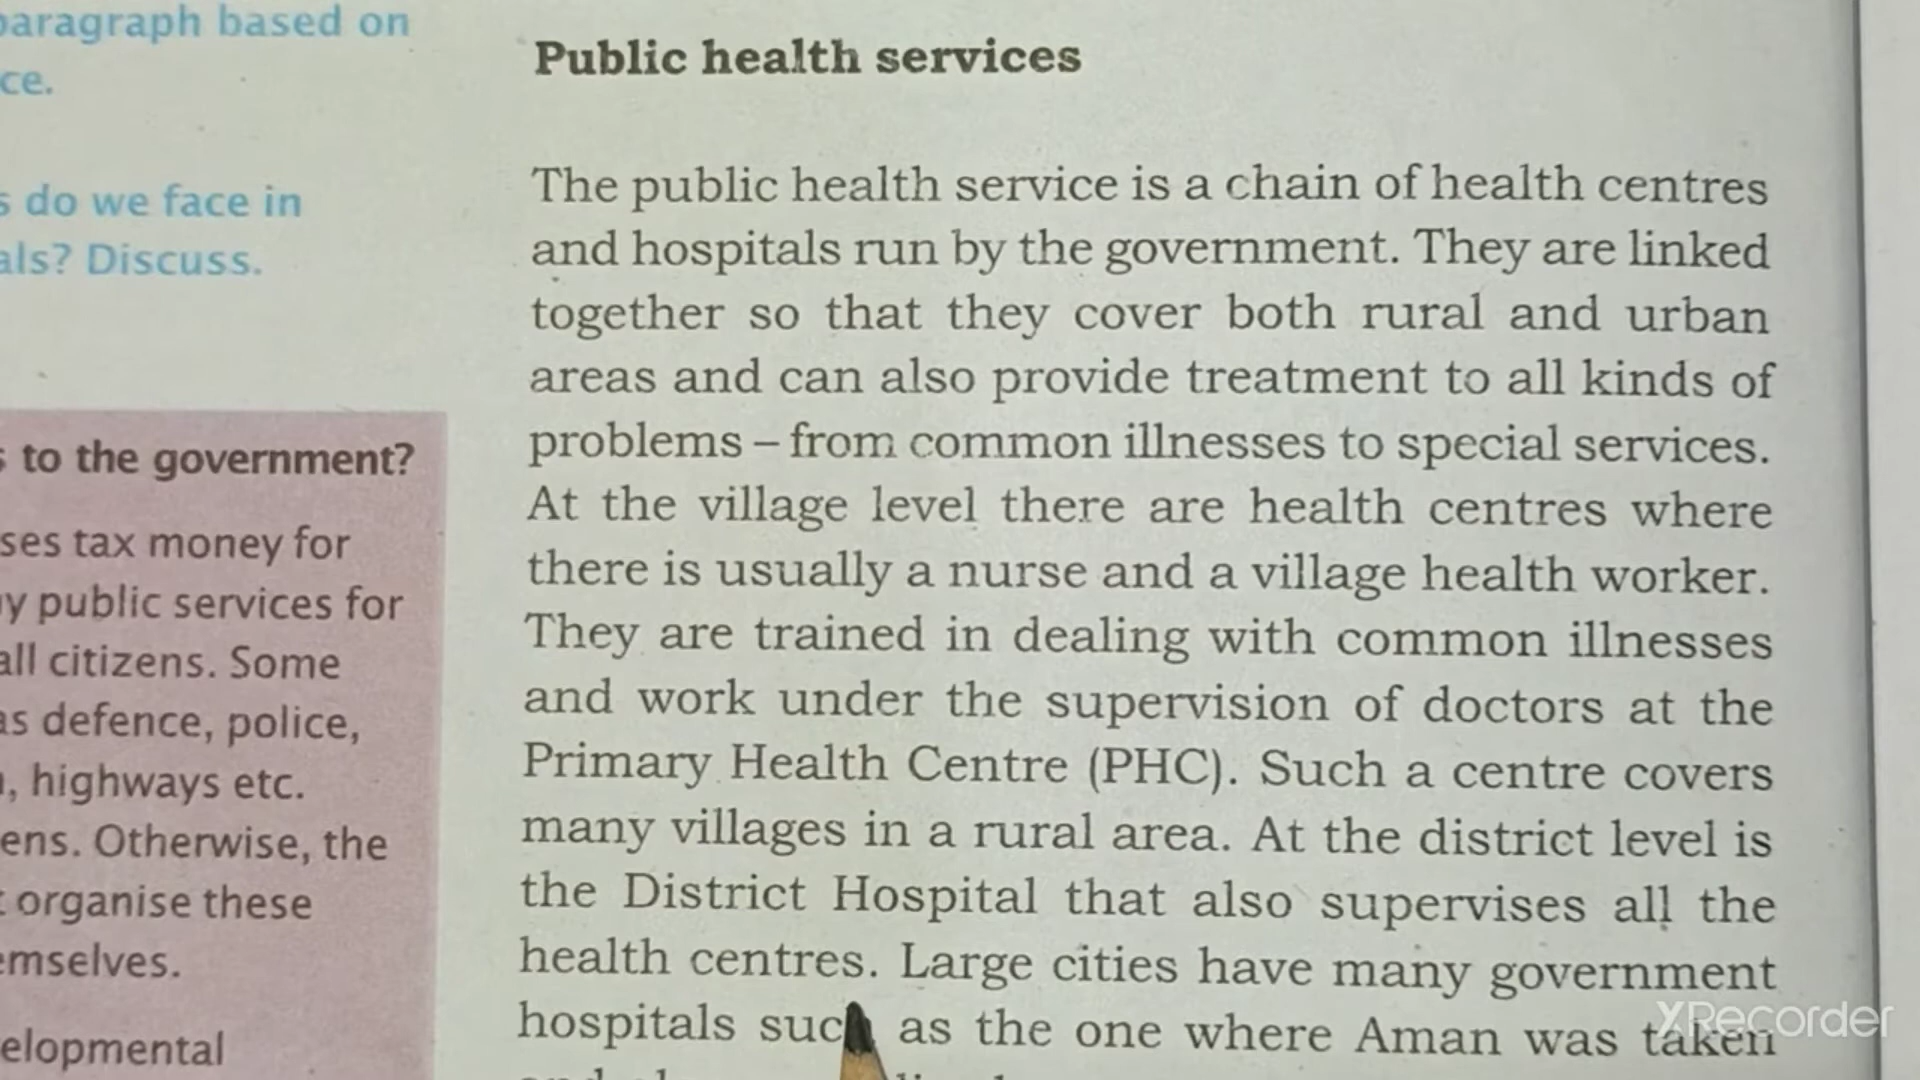 paragraph based on
ce.
s do we face in
als? Discuss.
s to the government?
ses tax money for
y public services for
all citizens. Some
as defence, police,
, highways etc.
ens. Otherwise, the
organise these
emselves.
elopmental
Public health services
The public health service is a chain of health centres
and hospitals run by the government. They are linked
together so that they cover both rural and urban
areas and can also provide treatment to all kinds of
problems – from common illnesses to special services.
At the village level there are health centres where
there is usually a nurse and a village health worker.
They are trained in dealing with common illnesses
and work under the supervision of doctors at the
Primary Health Centre (PHC). Such a centre covers
many villages in a rural area. At the district level is
the District Hospital that also supervises all the
health centres. Large cities have many government
hospitals such as the one where Aman was taken
XRecorder